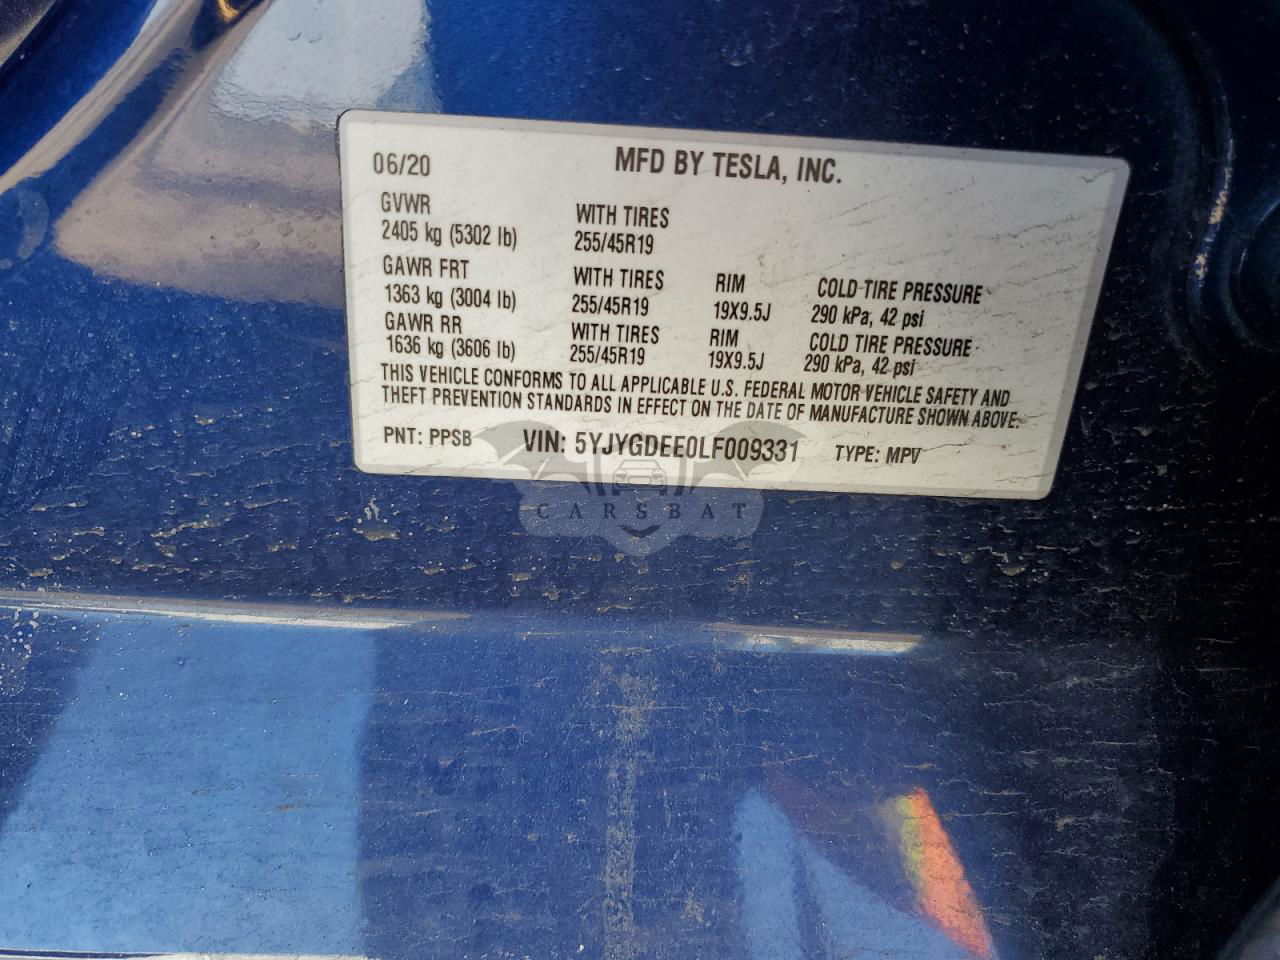 06/20 MFD BY TESLA, INC.
GVWR WITH TIRES
2405 kg (5302 lb) 255/45R19
GAWR FRT WITH TIRES RIM COLD TIRE PRESSURE
1363 kg (3004 lb) 255/45R19 19X9.5J 290 kPa, 42 psi
GAWR RR WITH TIRES RIM COLD TIRE PRESSURE
1636 kg (3606 lb) 255/45R19 19X9.5J 290 kPa, 42 psi
THIS VEHICLE CONFORMS TO ALL APPLICABLE U.S. FEDERAL MOTOR VEHICLE SAFETY AND
THEFT PREVENTION STANDARDS IN EFFECT ON THE DATE OF MANUFACTURE SHOWN ABOVE.
PNT: PPSB VIN: 5YJYGDEE0LF009331 TYPE: MPV
CARSBAT